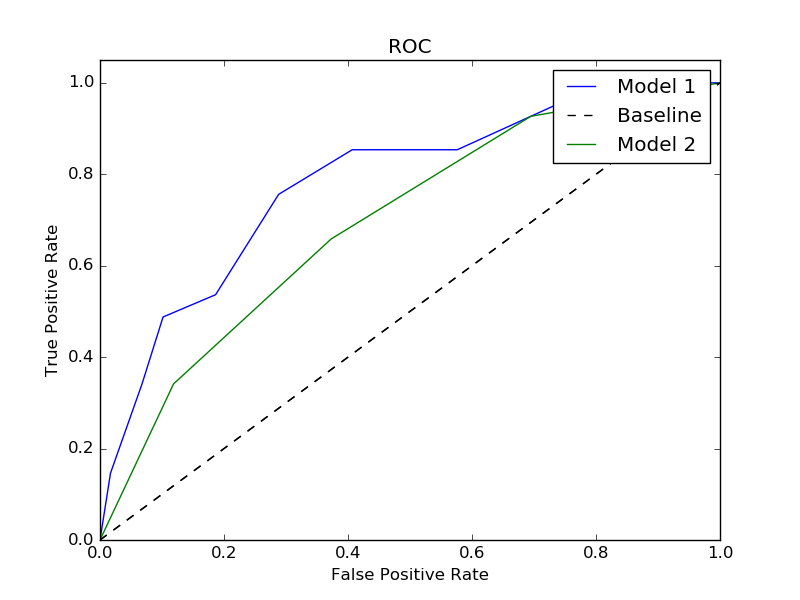 ROC
Model 1
Baseline
Model 2
True Positive Rate
1.0
0.8
0.6
0.4
0.2
0.0
0.0 0.2 0.4 0.6 0.8 1.0
False Positive Rate